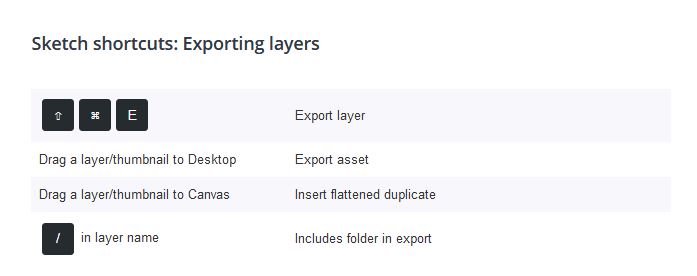 Sketch shortcuts: Exporting layers
⇧ ⌘ E Export layer
Drag a layer/thumbnail to Desktop Export asset
Drag a layer/thumbnail to Canvas Insert flattened duplicate
/ in layer name Includes folder in export